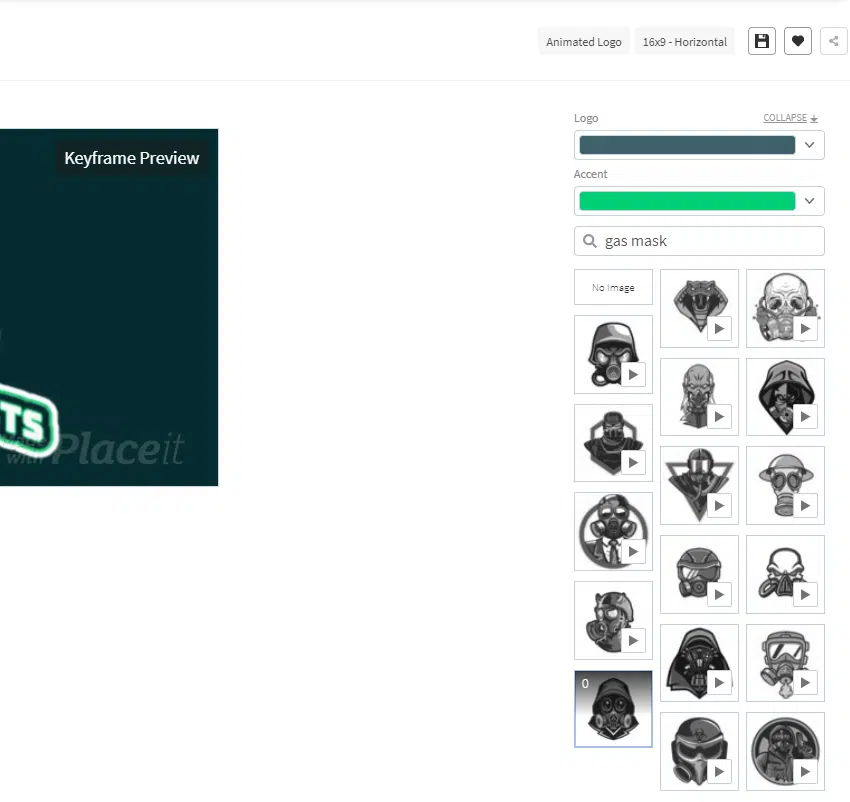 Animated Logo
16x9 - Horizontal
Logo
COLLAPSE
Keyframe Preview
Accent
gas mask
No Image
TS
with Placeit
0